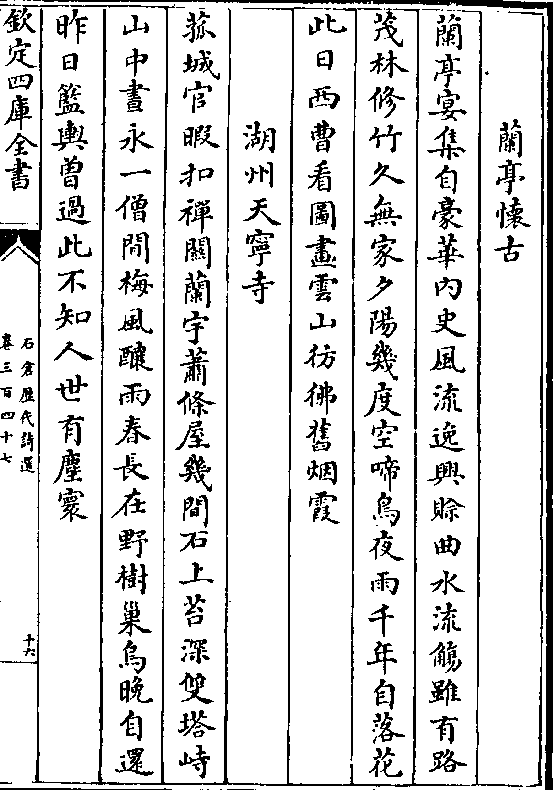 蘭亭懷古
蘭亭宴集自豪華內史風流逸興賖曲水流觴雖有路
茂林修竹久無家夕陽幾度空啼鳥夜雨千年自落花
此日西曹看圖畫雲山彷彿舊烟霞
湖州天寧寺
菰城官暇扣禪關蘭宇蕭條屋幾間石上苔深雙塔峙
山中晝永一僧閒梅風釀雨春長在野樹巢烏晚自還
昨日籃輿曾過此不知人世有塵寰
欽定四庫全書
石倉歴代詩選
卷三百四十七
十六